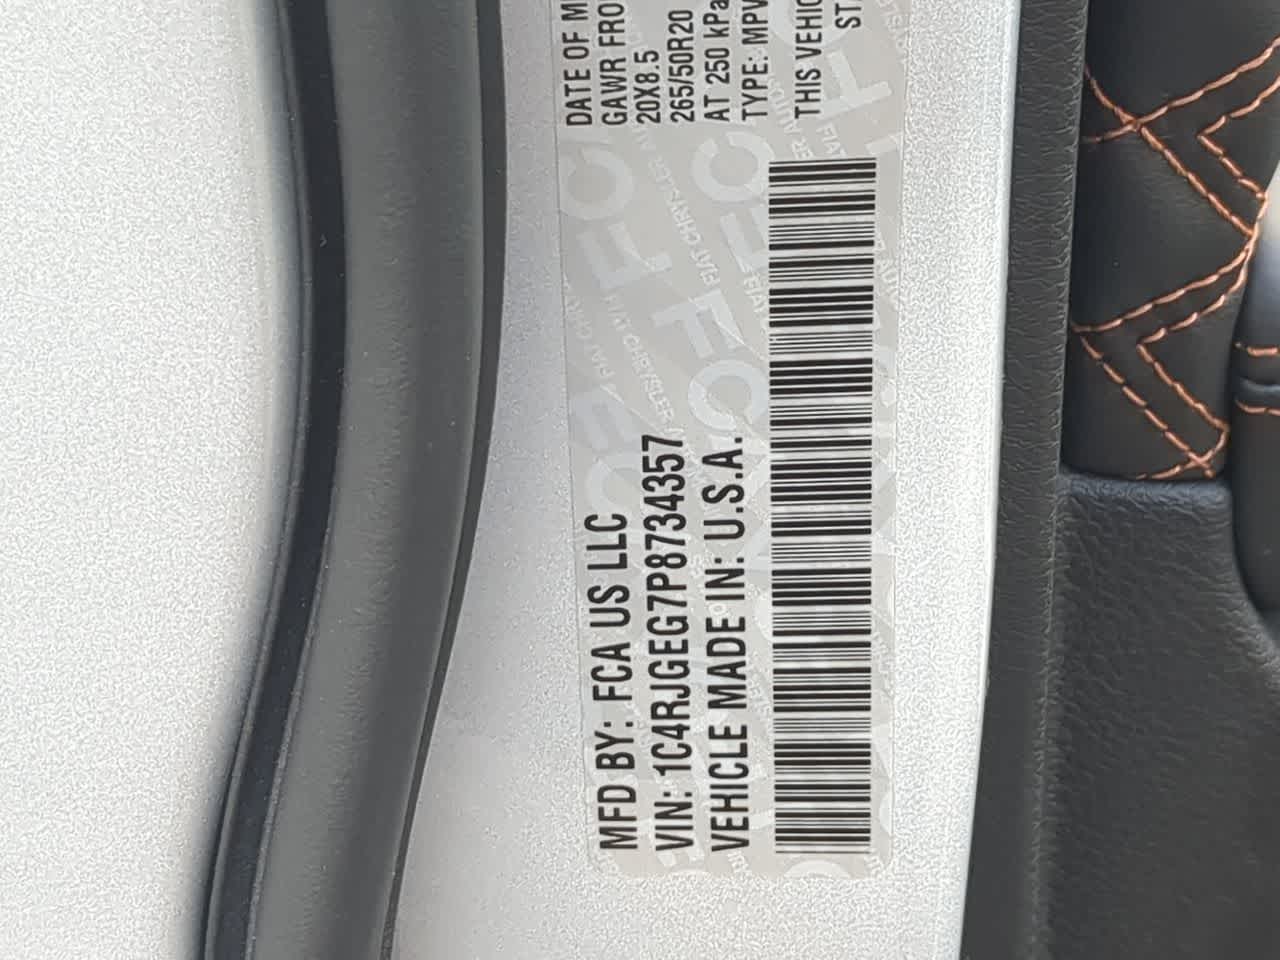 MFD BY: FCA US LLC
VIN: 1C4RJGEG7P8734357
VEHICLE MADE IN: U.S.A.
DATE OF M
GAWR FRO
20X8.5
265/50R20
AT 250 kPa
TYPE: MPV
THIS VEHIC
ST